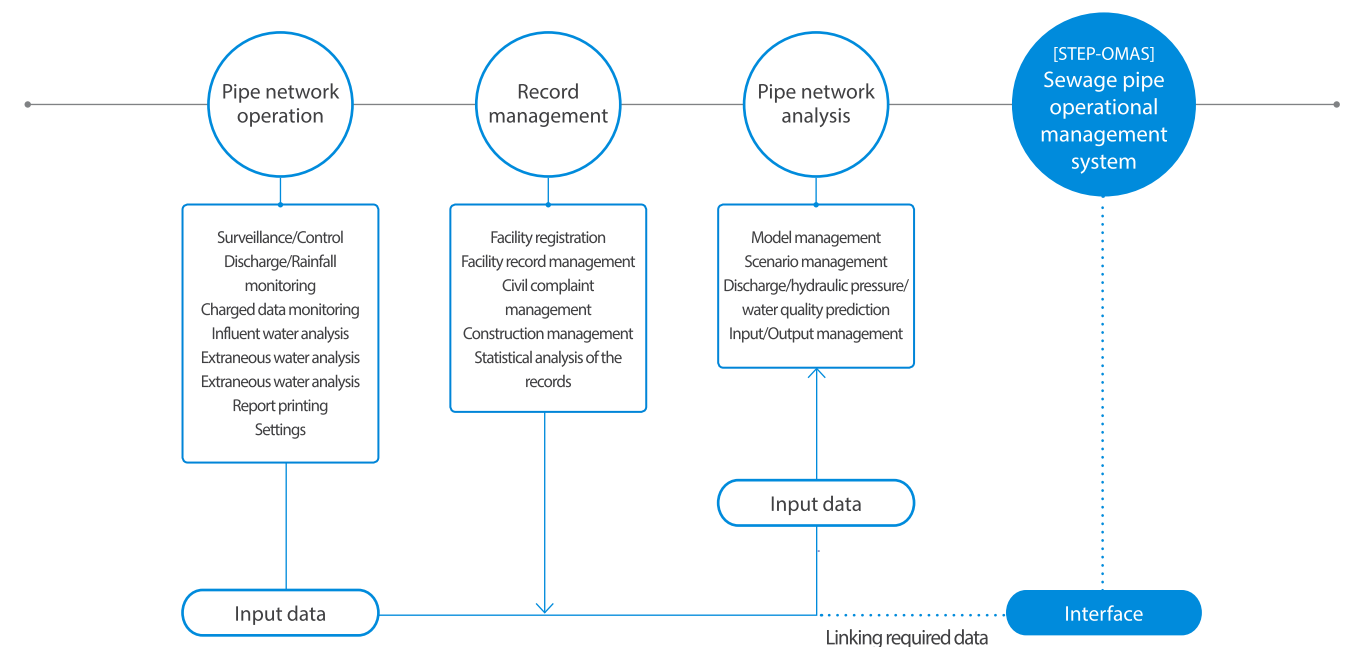 Pipe network
operation
Record
management
Pipe network
analysis
[STEP-OMAS]
Sewage pipe
operational
management
system
Surveillance/Control
Discharge/Rainfall
monitoring
Charged data monitoring
Influent water analysis
Extraneous water analysis
Extraneous water analysis
Report printing
Settings
Facility registration
Facility record management
Civil complaint
management
Construction management
Statistical analysis of the
records
Model management
Scenario management
Discharge/hydraulic pressure/
water quality prediction
Input/Output management
Input data
Input data
Interface
Linking required data